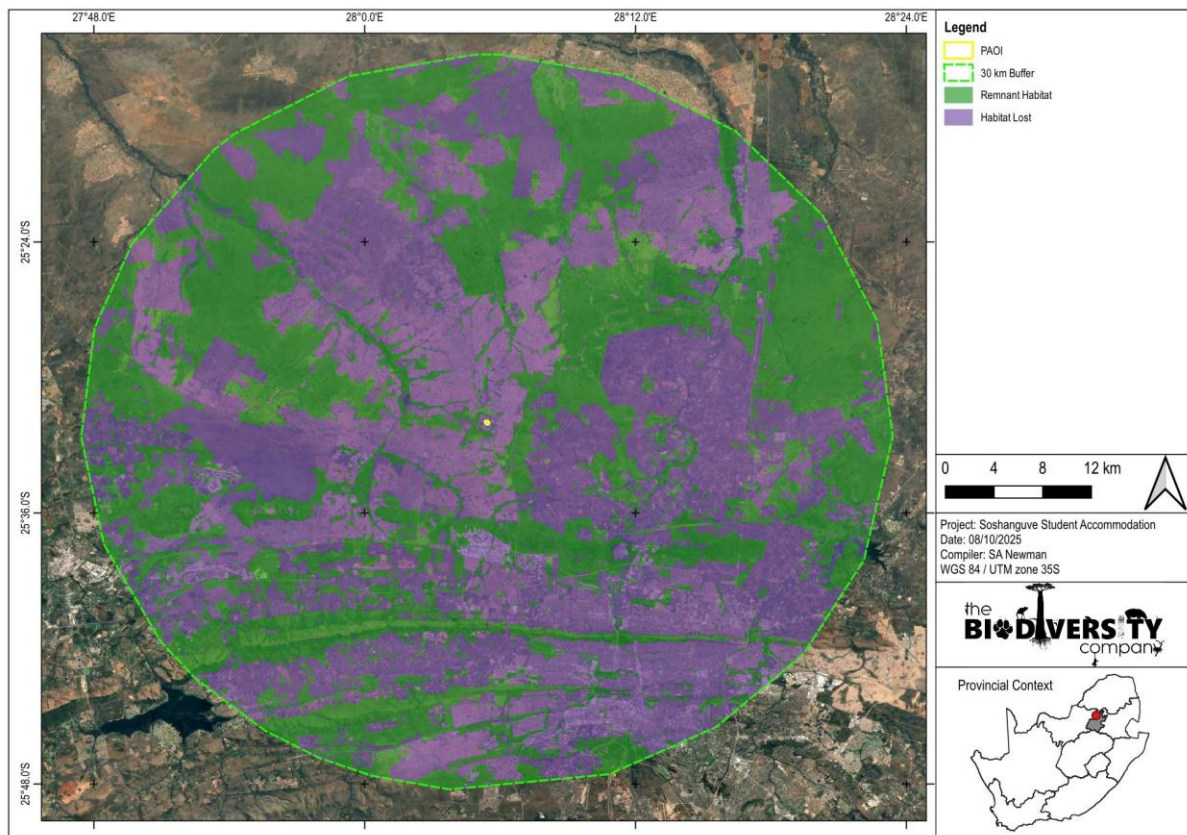 27°48.0'E
28°0.0'E
28°12.0'E
28°24.0'E
25°24.0'S
25°36.0'S
25°48.0'S
Legend
PAOI
30 km Buffer
Remnant Habitat
Habitat Lost
0 4 8 12 km
Project: Soshanguve Student Accommodation
Date: 08/10/2025
Compiler: SA Newman
WGS 84 / UTM zone 35S
the
BIODIVERSITY
company
Provincial Context